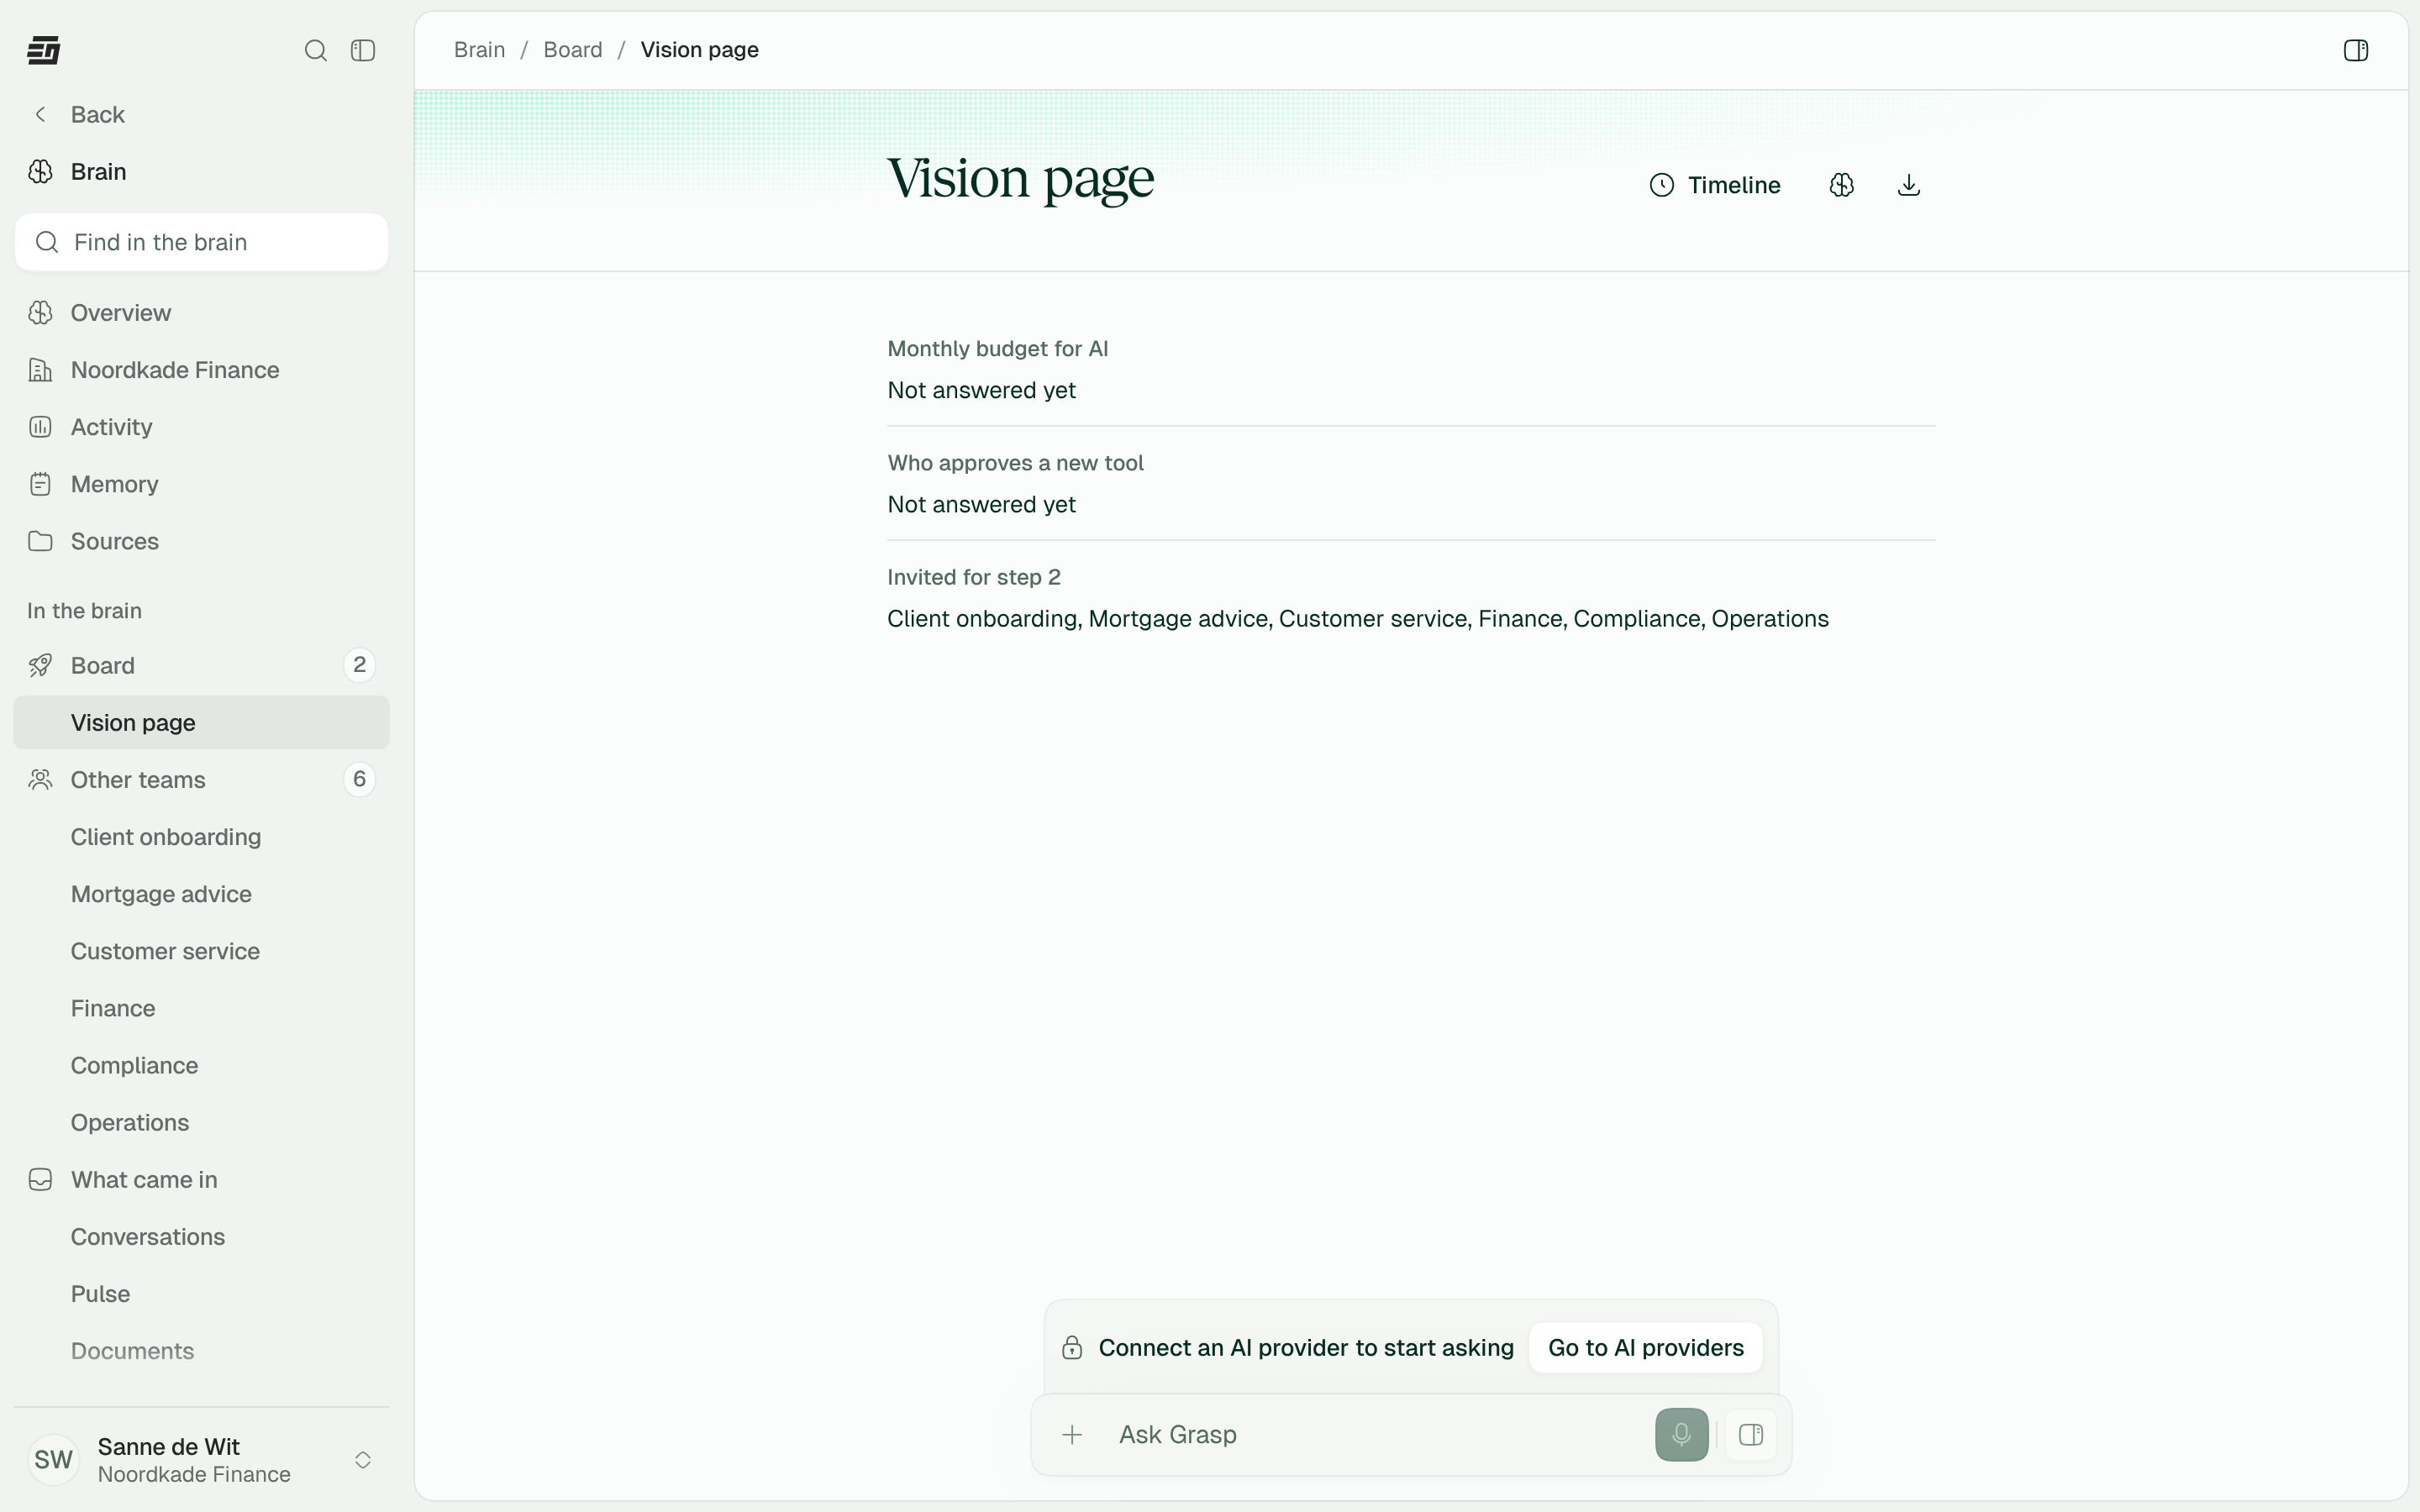 Back
Brain
Find in the brain
Overview
Noordkade Finance
Activity
Memory
Sources
In the brain
Board 2
Vision page
Other teams 6
Client onboarding
Mortgage advice
Customer service
Finance
Compliance
Operations
What came in
Conversations
Pulse
Documents
SW
Sanne de Wit
Noordkade Finance
Brain / Board / Vision page
Vision page
Timeline
Monthly budget for AI
Not answered yet
Who approves a new tool
Not answered yet
Invited for step 2
Client onboarding, Mortgage advice, Customer service, Finance, Compliance, Operations
Connect an AI provider to start asking
Go to AI providers
Ask Grasp